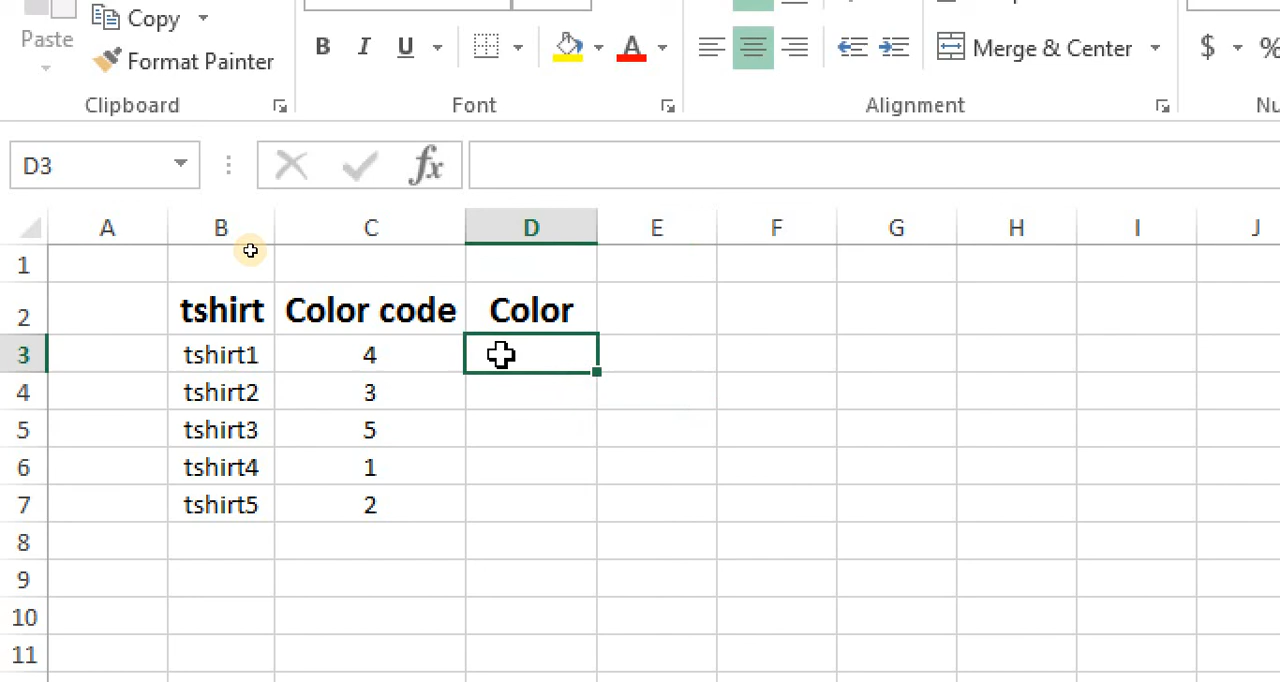 Copy
Paste
Format Painter
B I U A Merge & Center $ %
Clipboard Font Alignment Nu
D3 fx
A B C D E F G H I J
1
2 tshirt Color code Color
3 tshirt1 4
4 tshirt2 3
5 tshirt3 5
6 tshirt4 1
7 tshirt5 2
8
9
10
11